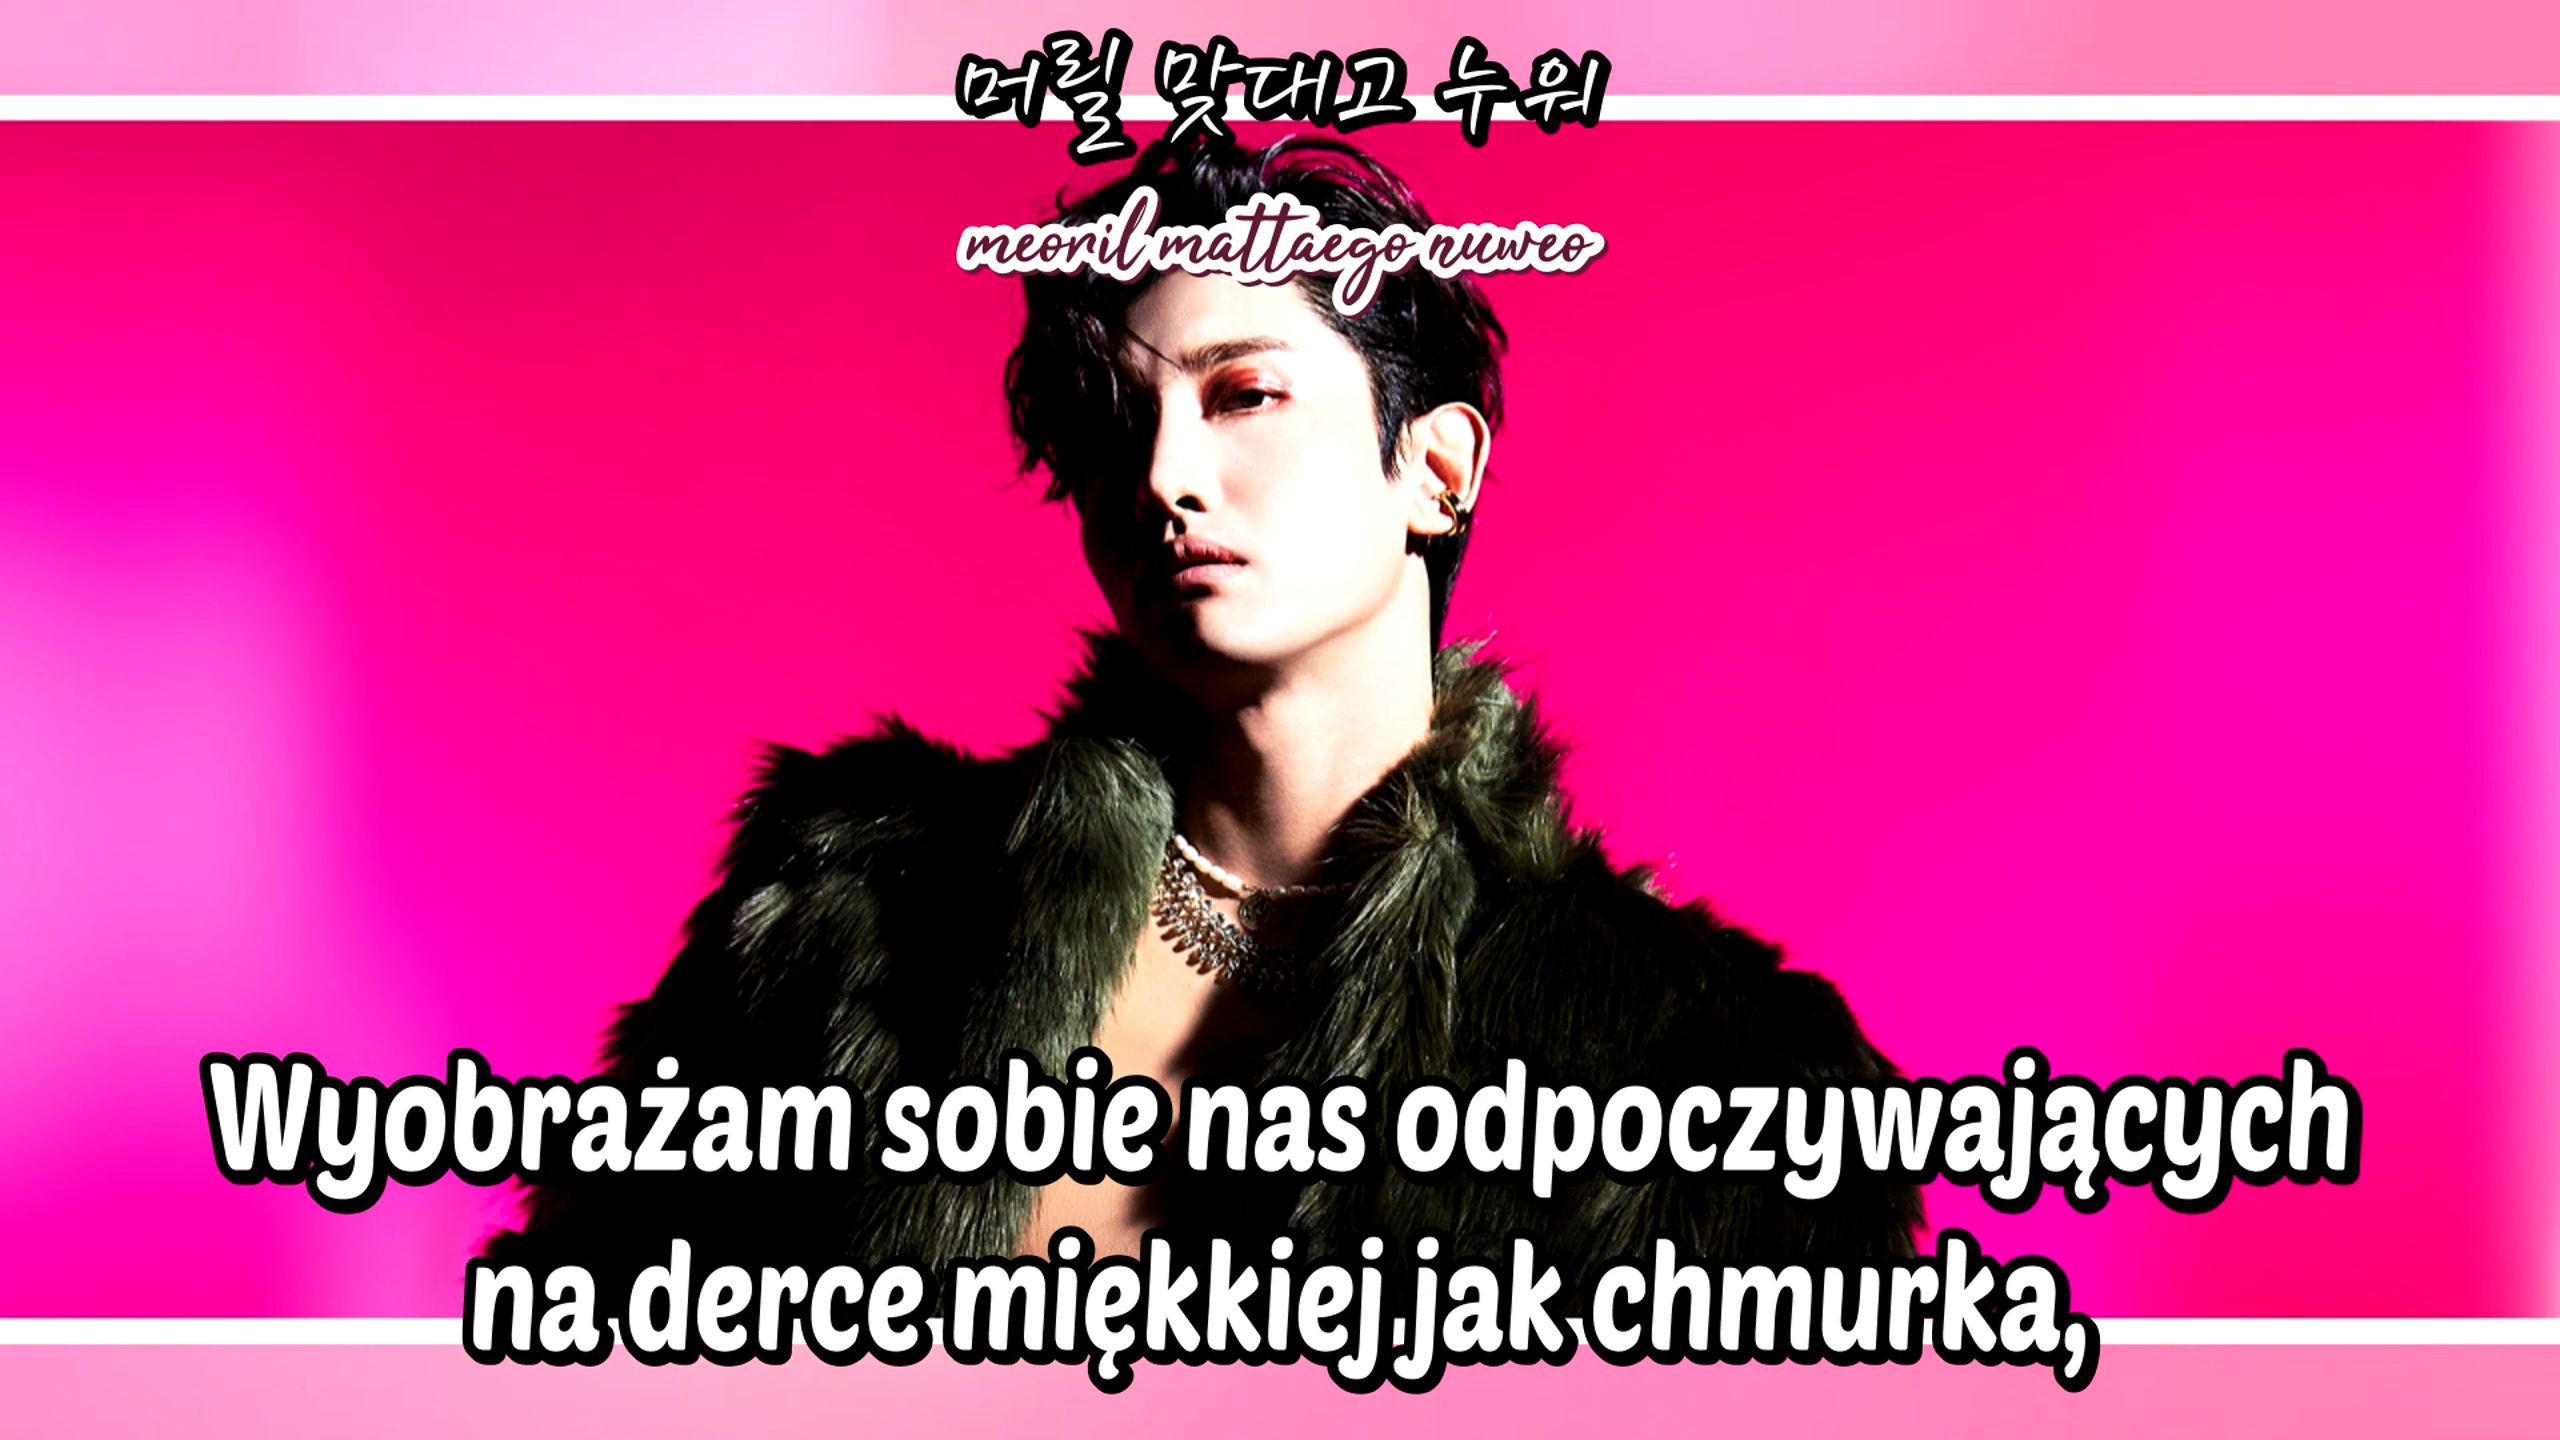 머릴 맞대고 누워
meoril mattaego nuweo
Wyobrażam sobie nas odpoczywających
na derce miękkiej jak chmurka,